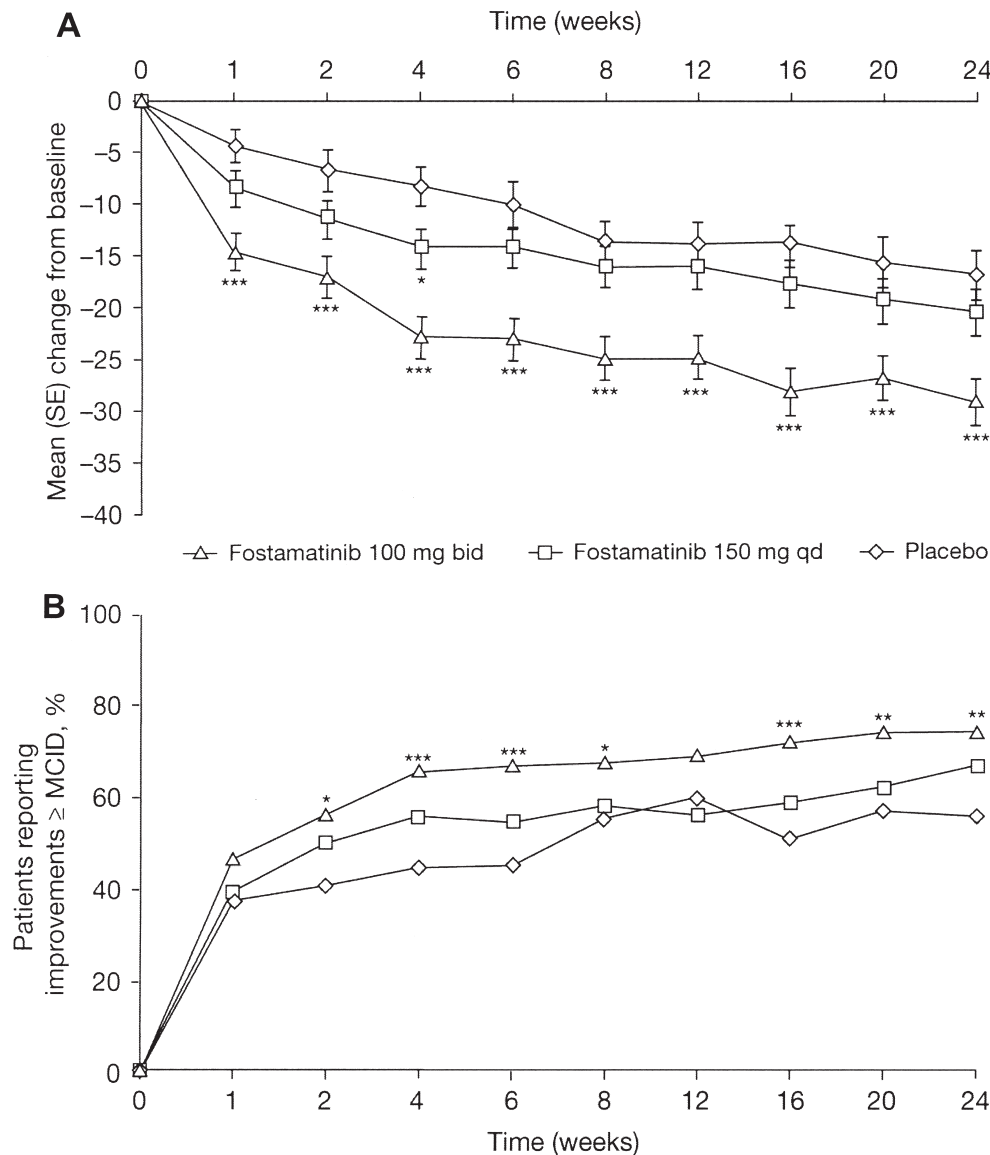 A
Time (weeks)
0 1 2 4 6 8 12 16 20 24
Mean (SE) change from baseline
0
–5
–10
–15
–20
–25
–30
–35
–40
*
*** *** *** *** *** *** *** *** ***
Fostamatinib 100 mg bid Fostamatinib 150 mg qd Placebo
B
Patients reporting
improvements ≥ MCID, %
100
80
60
40
20
0
* *** *** * *** ** **
0 1 2 4 6 8 12 16 20 24
Time (weeks)